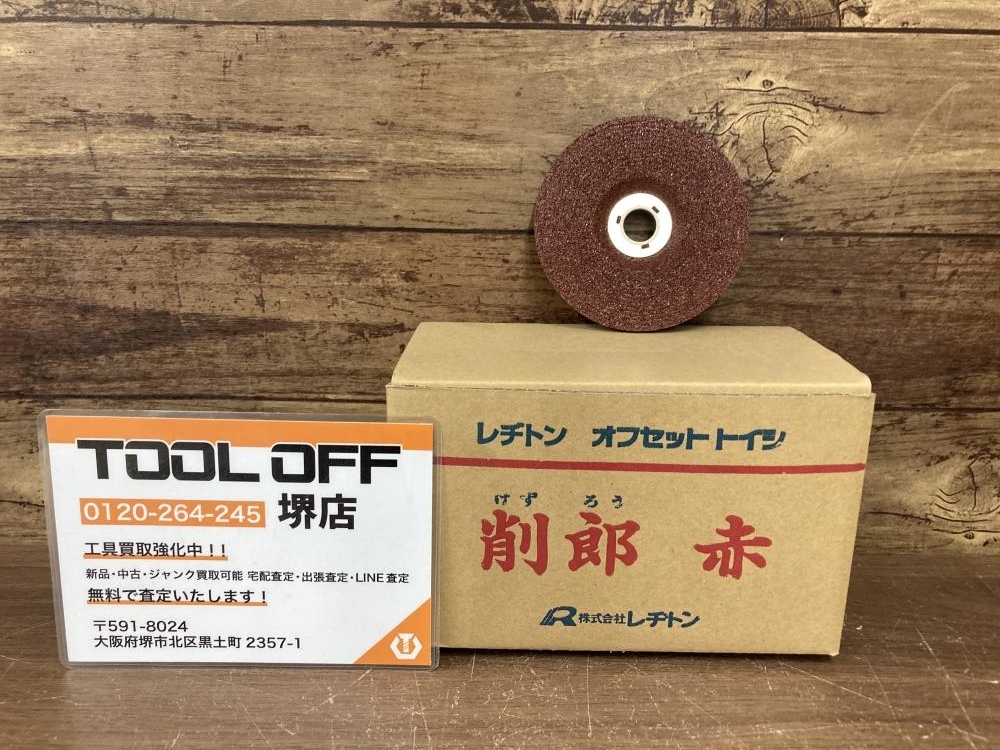 TOOL OFF
0120-264-245 堺店
工具買取強化中！！
新品・中古・ジャンク買取可能 宅配査定・出張査定・LINE査定
無料で査定いたします！
〒591-8024
大阪府堺市北区黒土町 2357-1
レヂトン オフセットトイシ
けず ろう
削郎 赤
株式会社レヂトン